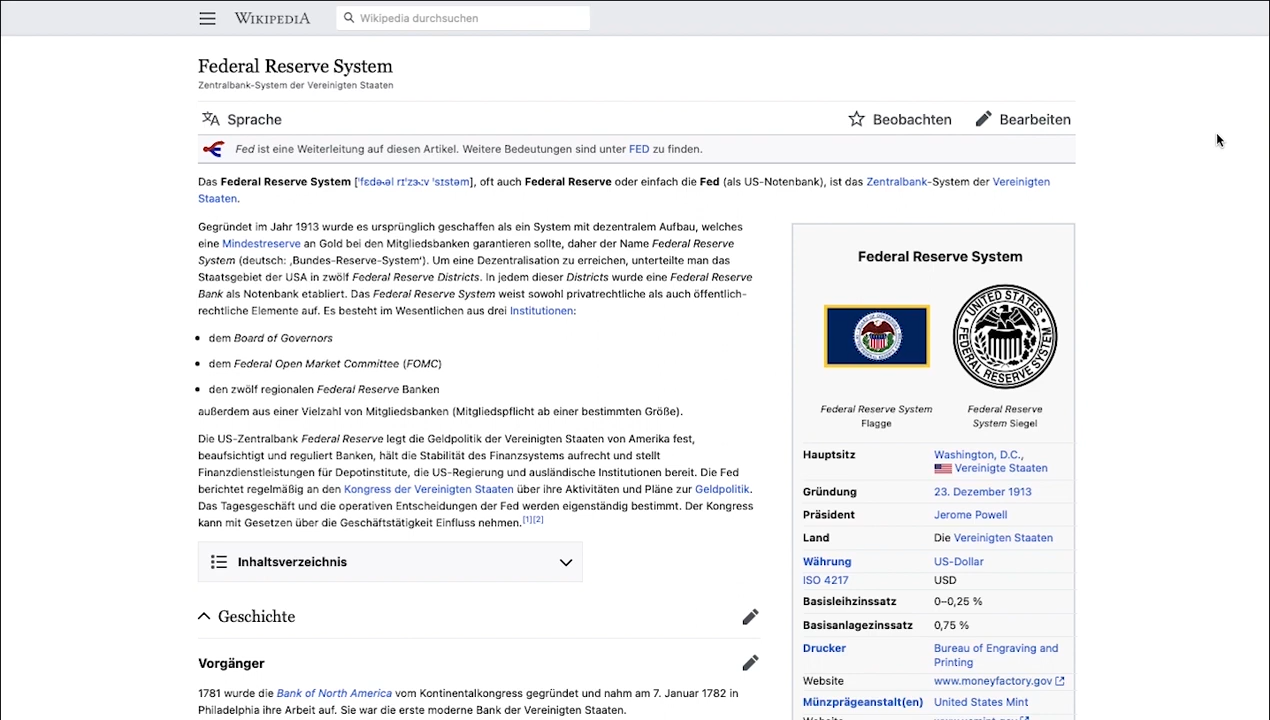 WIKIPEDIA
Wikipedia durchsuchen
Federal Reserve System
Zentralbank-System der Vereinigten Staaten
Sprache
Beobachten
Bearbeiten
Fed ist eine Weiterleitung auf diesen Artikel. Weitere Bedeutungen sind unter FED zu finden.
Das Federal Reserve System [ˈfɛdəɹəl rɪˈzɝːv ˈsɪstəm], oft auch Federal Reserve oder einfach die Fed (als US-Notenbank), ist das Zentralbank-System der Vereinigten
Staaten.
Gegründet im Jahr 1913 wurde es ursprünglich geschaffen als ein System mit dezentralem Aufbau, welches
eine Mindestreserve an Gold bei den Mitgliedsbanken garantieren sollte, daher der Name Federal Reserve
System (deutsch: ‚Bundes-Reserve-System‘). Um eine Dezentralisation zu erreichen, unterteilte man das
Staatsgebiet der USA in zwölf Federal Reserve Districts. In jedem dieser Districts wurde eine Federal Reserve
Bank als Notenbank etabliert. Das Federal Reserve System weist sowohl privatrechtliche als auch öffentlich-
rechtliche Elemente auf. Es besteht im Wesentlichen aus drei Institutionen:
dem Board of Governors
dem Federal Open Market Committee (FOMC)
den zwölf regionalen Federal Reserve Banken
außerdem aus einer Vielzahl von Mitgliedsbanken (Mitgliedspflicht ab einer bestimmten Größe).
Die US-Zentralbank Federal Reserve legt die Geldpolitik der Vereinigten Staaten von Amerika fest,
beaufsichtigt und reguliert Banken, hält die Stabilität des Finanzsystems aufrecht und stellt
Finanzdienstleistungen für Depotinstitute, die US-Regierung und ausländische Institutionen bereit. Die Fed
berichtet regelmäßig an den Kongress der Vereinigten Staaten über ihre Aktivitäten und Pläne zur Geldpolitik.
Das Tagesgeschäft und die operativen Entscheidungen der Fed werden eigenständig bestimmt. Der Kongress
kann mit Gesetzen über die Geschäftstätigkeit Einfluss nehmen.[1][2]
Inhaltsverzeichnis
Geschichte
Vorgänger
1781 wurde die Bank of North America vom Kontinentalkongress gegründet und nahm am 7. Januar 1782 in
Philadelphia ihre Arbeit auf. Sie war die erste moderne Bank der Vereinigten Staaten.
Federal Reserve System
UNITED STATES
FEDERAL RESERVE SYSTEM
Federal Reserve System
Flagge
Federal Reserve
System Siegel
Hauptsitz Washington, D.C.,
Vereinigte Staaten
Gründung 23. Dezember 1913
Präsident Jerome Powell
Land Die Vereinigten Staaten
Währung US-Dollar
ISO 4217 USD
Basisleihzinssatz 0–0,25 %
Basisanlagezinssatz 0,75 %
Drucker Bureau of Engraving and
Printing
Website www.moneyfactory.gov
Münzprägeanstalt(en) United States Mint